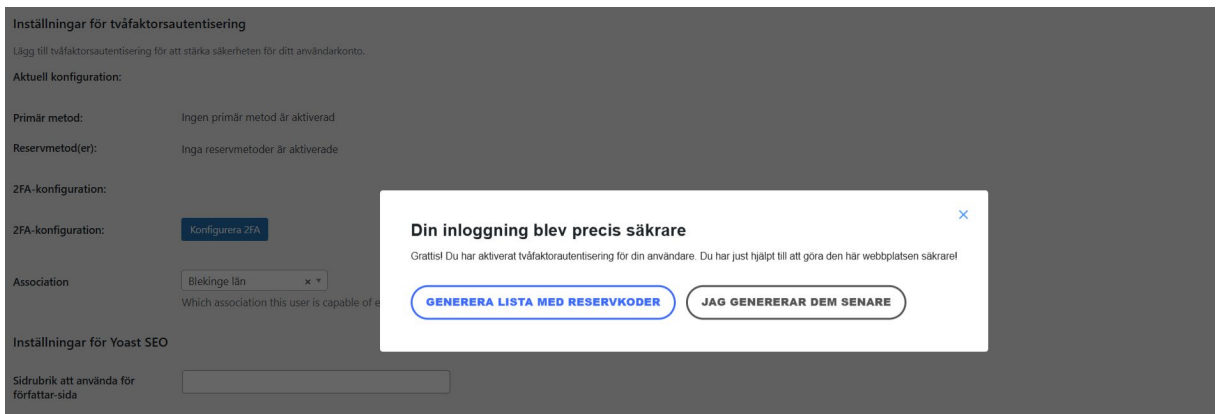 Inställningar för tvåfaktorsautentisering
Lägg till tvåfaktorsautentisering för att stärka säkerheten för ditt användarkonto.
Aktuell konfiguration:
Primär metod:
Ingen primär metod är aktiverad
Reservmetod(er):
Inga reservmetoder är aktiverade
2FA-konfiguration:
2FA-konfiguration:
Konfigurera 2FA
Association
Blekinge län
Which association this user is capable of e
Inställningar för Yoast SEO
Sidrubrik att använda för
författar-sida
Din inloggning blev precis säkrare
Grattis! Du har aktiverat tvåfaktorautentisering för din användare. Du har just hjälpt till att göra den här webbplatsen säkrare!
GENERERA LISTA MED RESERVKODER
JAG GENERERAR DEM SENARE